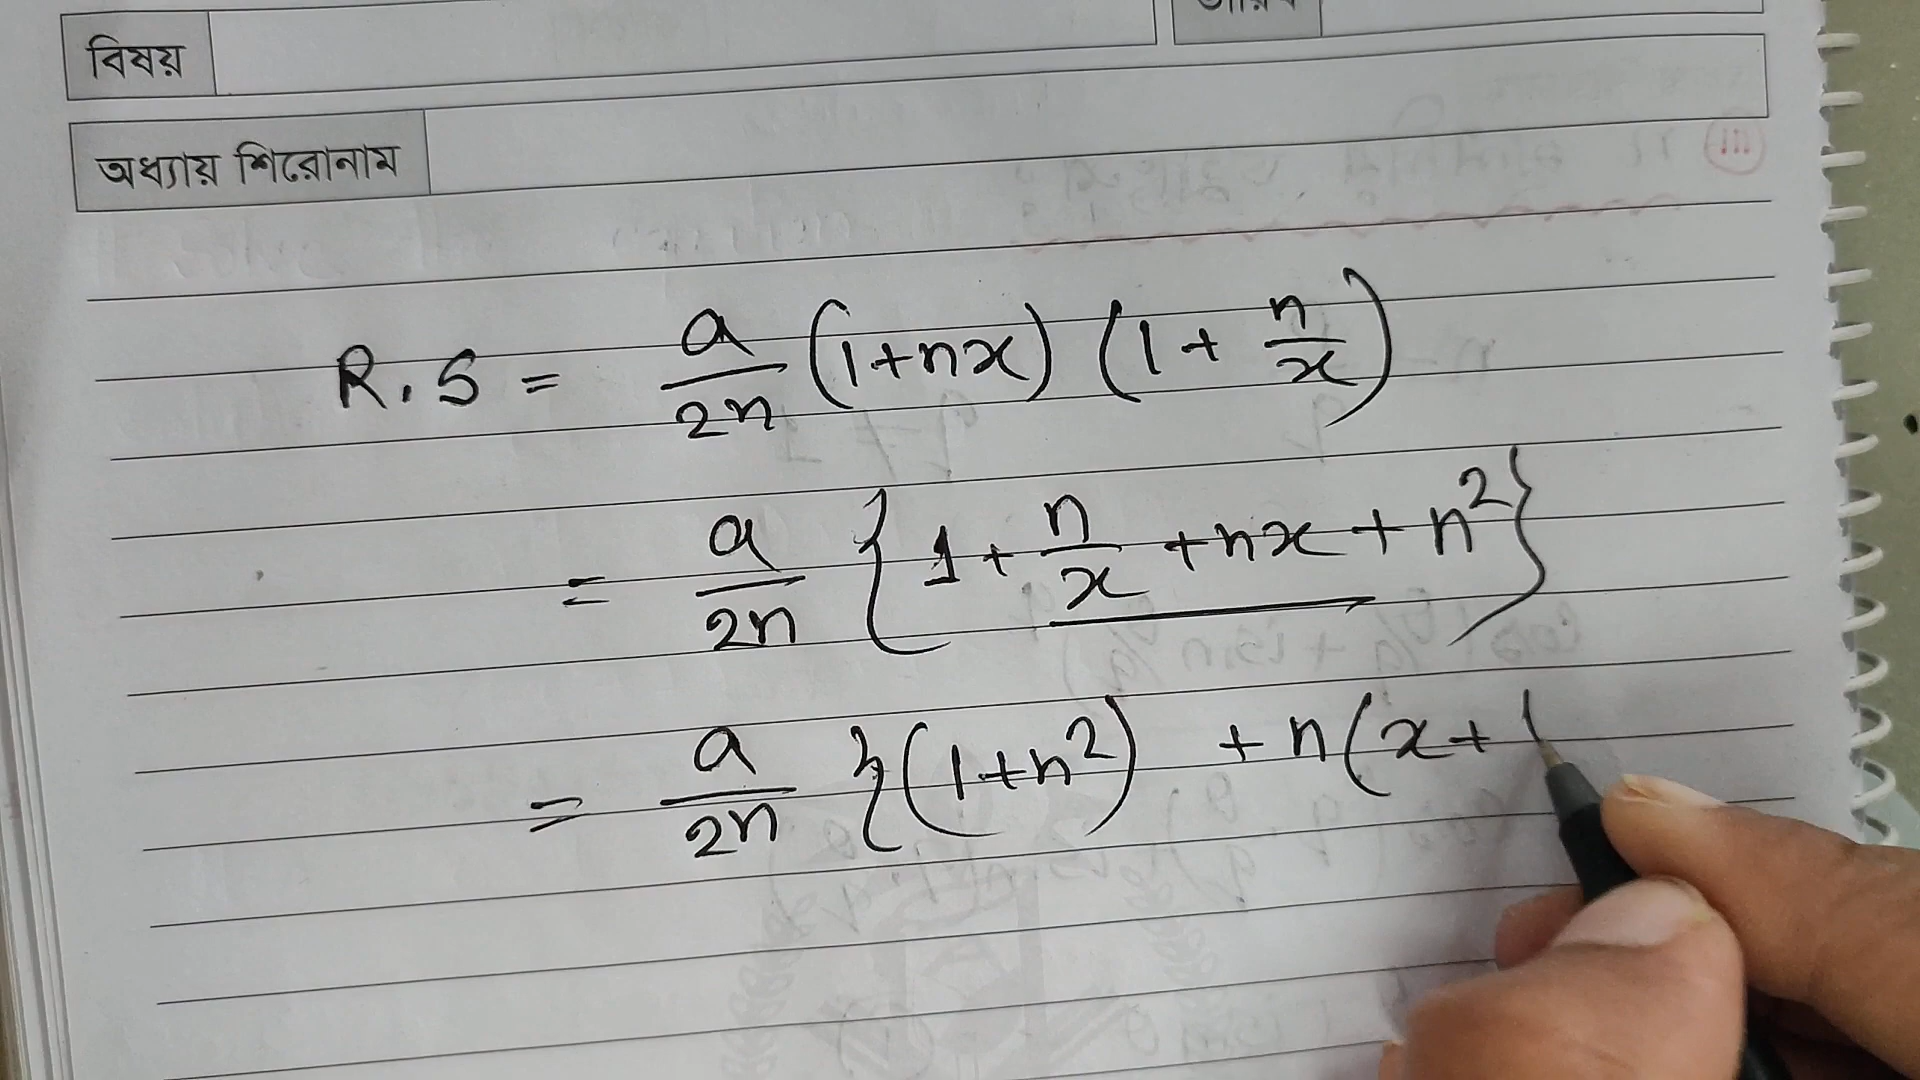 বিষয়
অধ্যায় শিরোনাম
R.S = a/2n (1+nx) (1 + n/x)
= a/2n {1 + n/x + nx + n²}
= a/2n {(1+n²) + n(x+